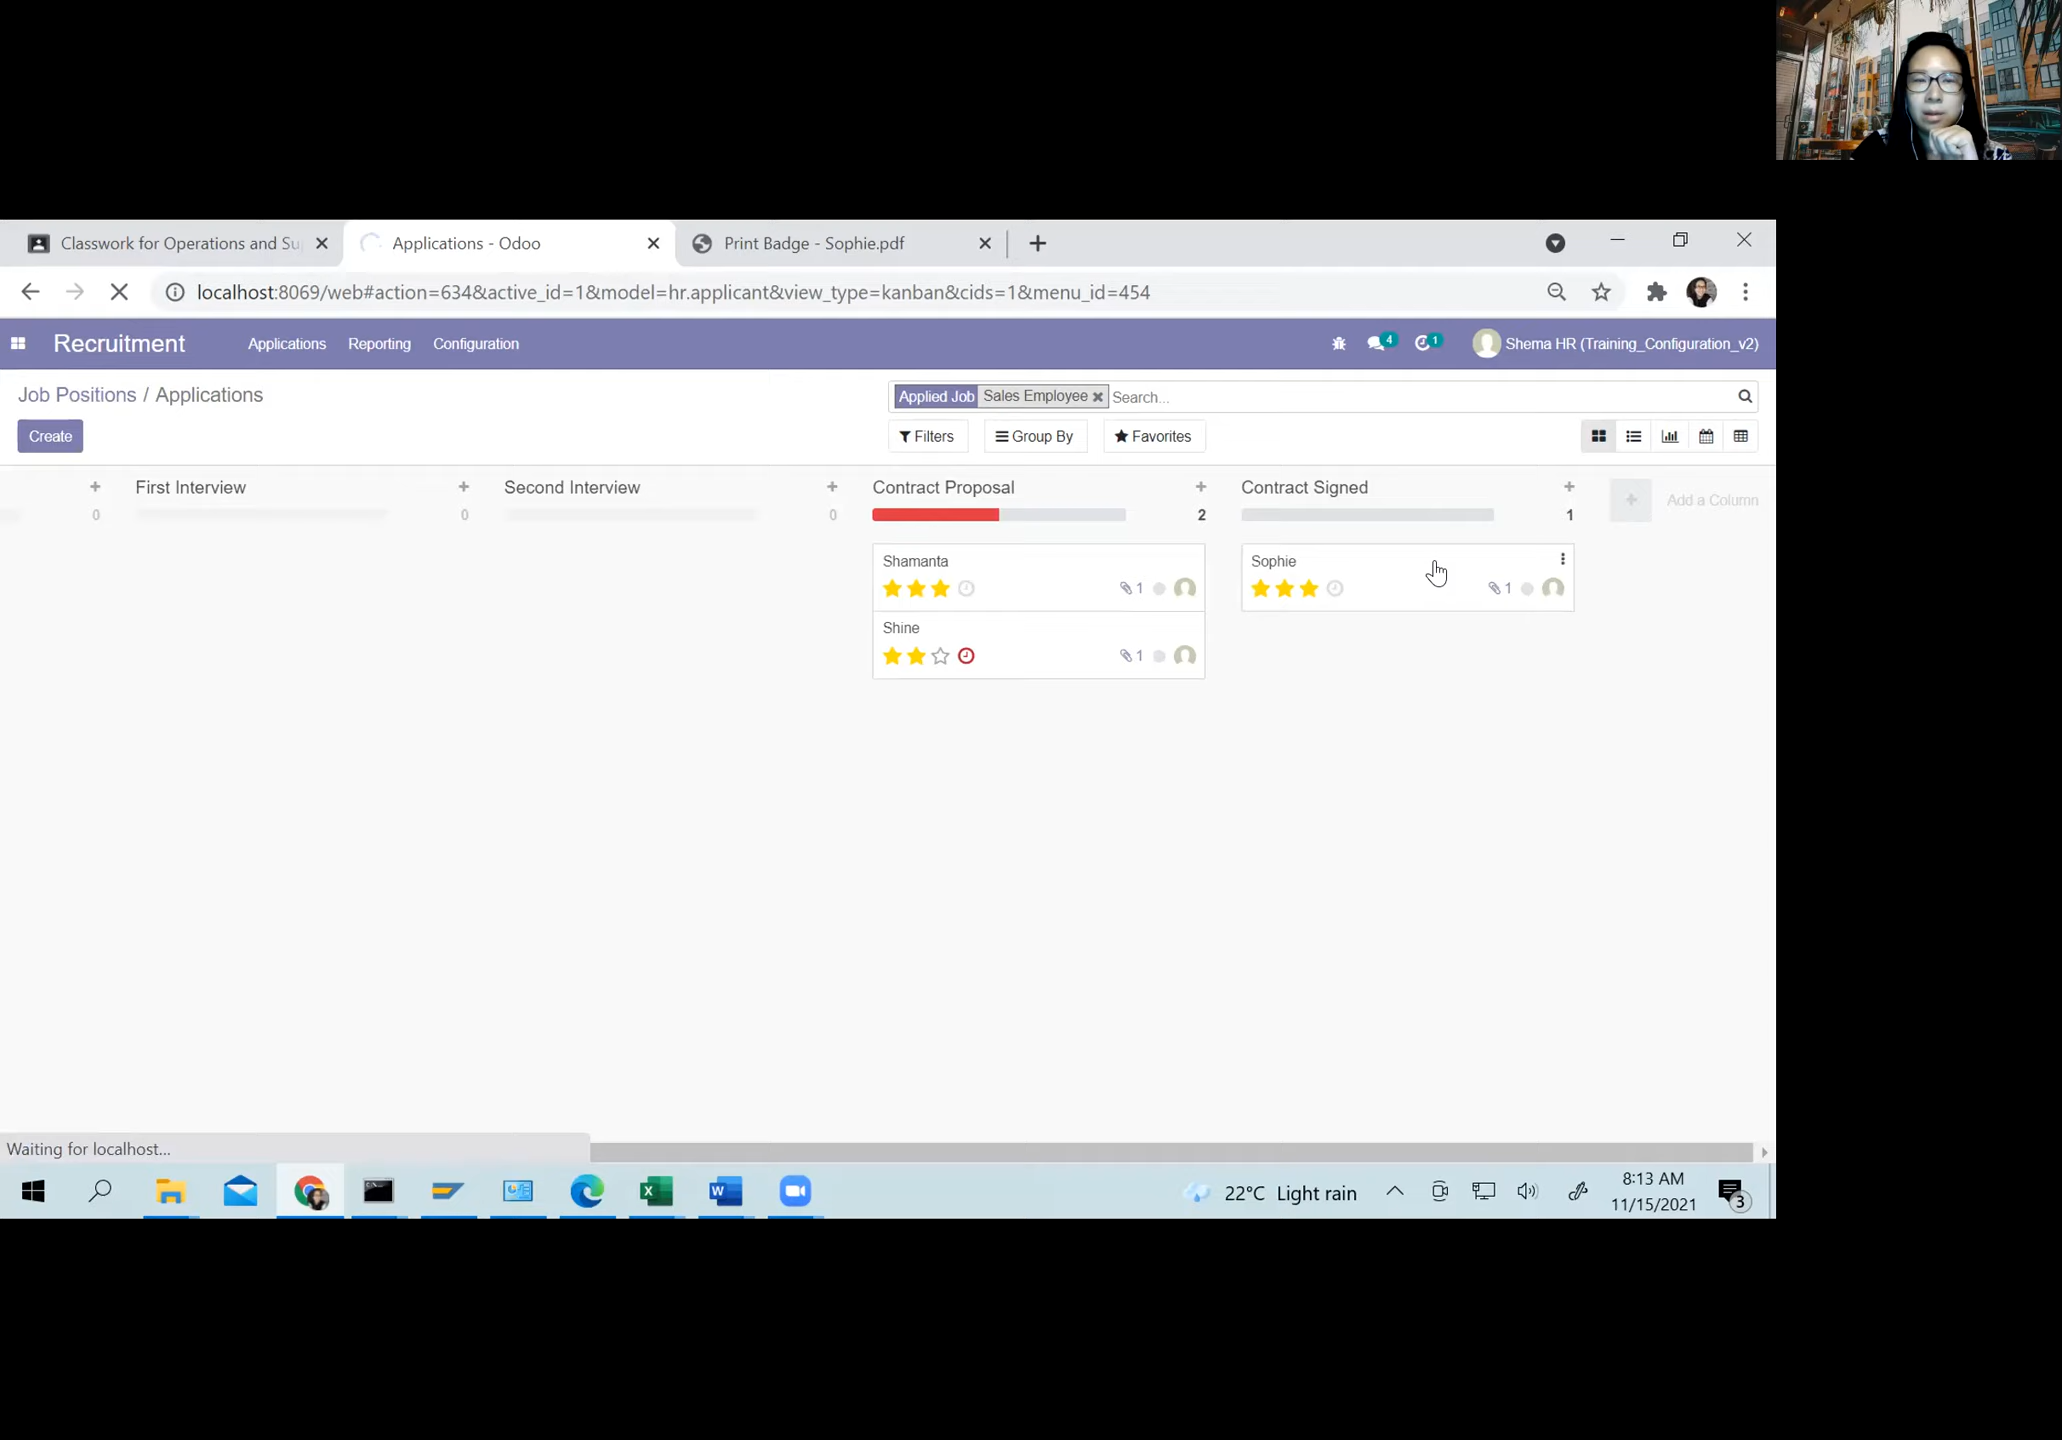 Classwork for Operations and Su
Applications - Odoo
Print Badge - Sophie.pdf
localhost:8069/web#action=634&active_id=1&model=hr.applicant&view_type=kanban&cids=1&menu_id=454
Recruitment
Applications
Reporting
Configuration
4
1
Shema HR (Training_Configuration_v2)
Job Positions / Applications
Applied Job Sales Employee Search...
Create
Filters
Group By
Favorites
0
First Interview
0
Second Interview
0
Contract Proposal
2
Contract Signed
1
Add a Column
Shamanta
1
Shine
1
Sophie
1
Waiting for localhost...
22°C Light rain
8:13 AM
11/15/2021
3